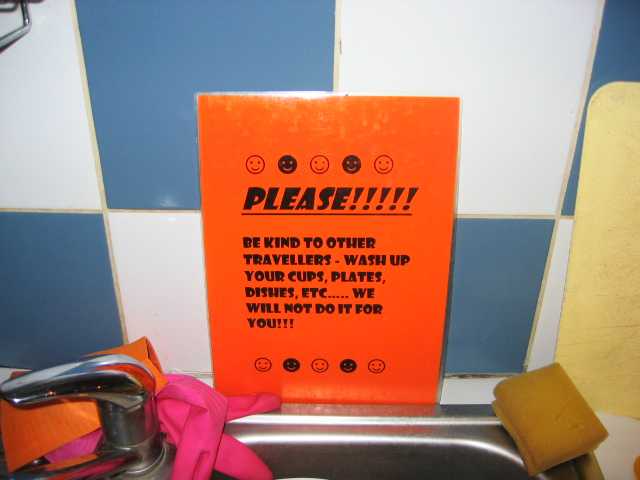 PLEASE!!!!!
BE KIND TO OTHER
TRAVELLERS - WASH UP
YOUR CUPS, PLATES,
DISHES, ETC..... WE
WILL NOT DO IT FOR
YOU!!!